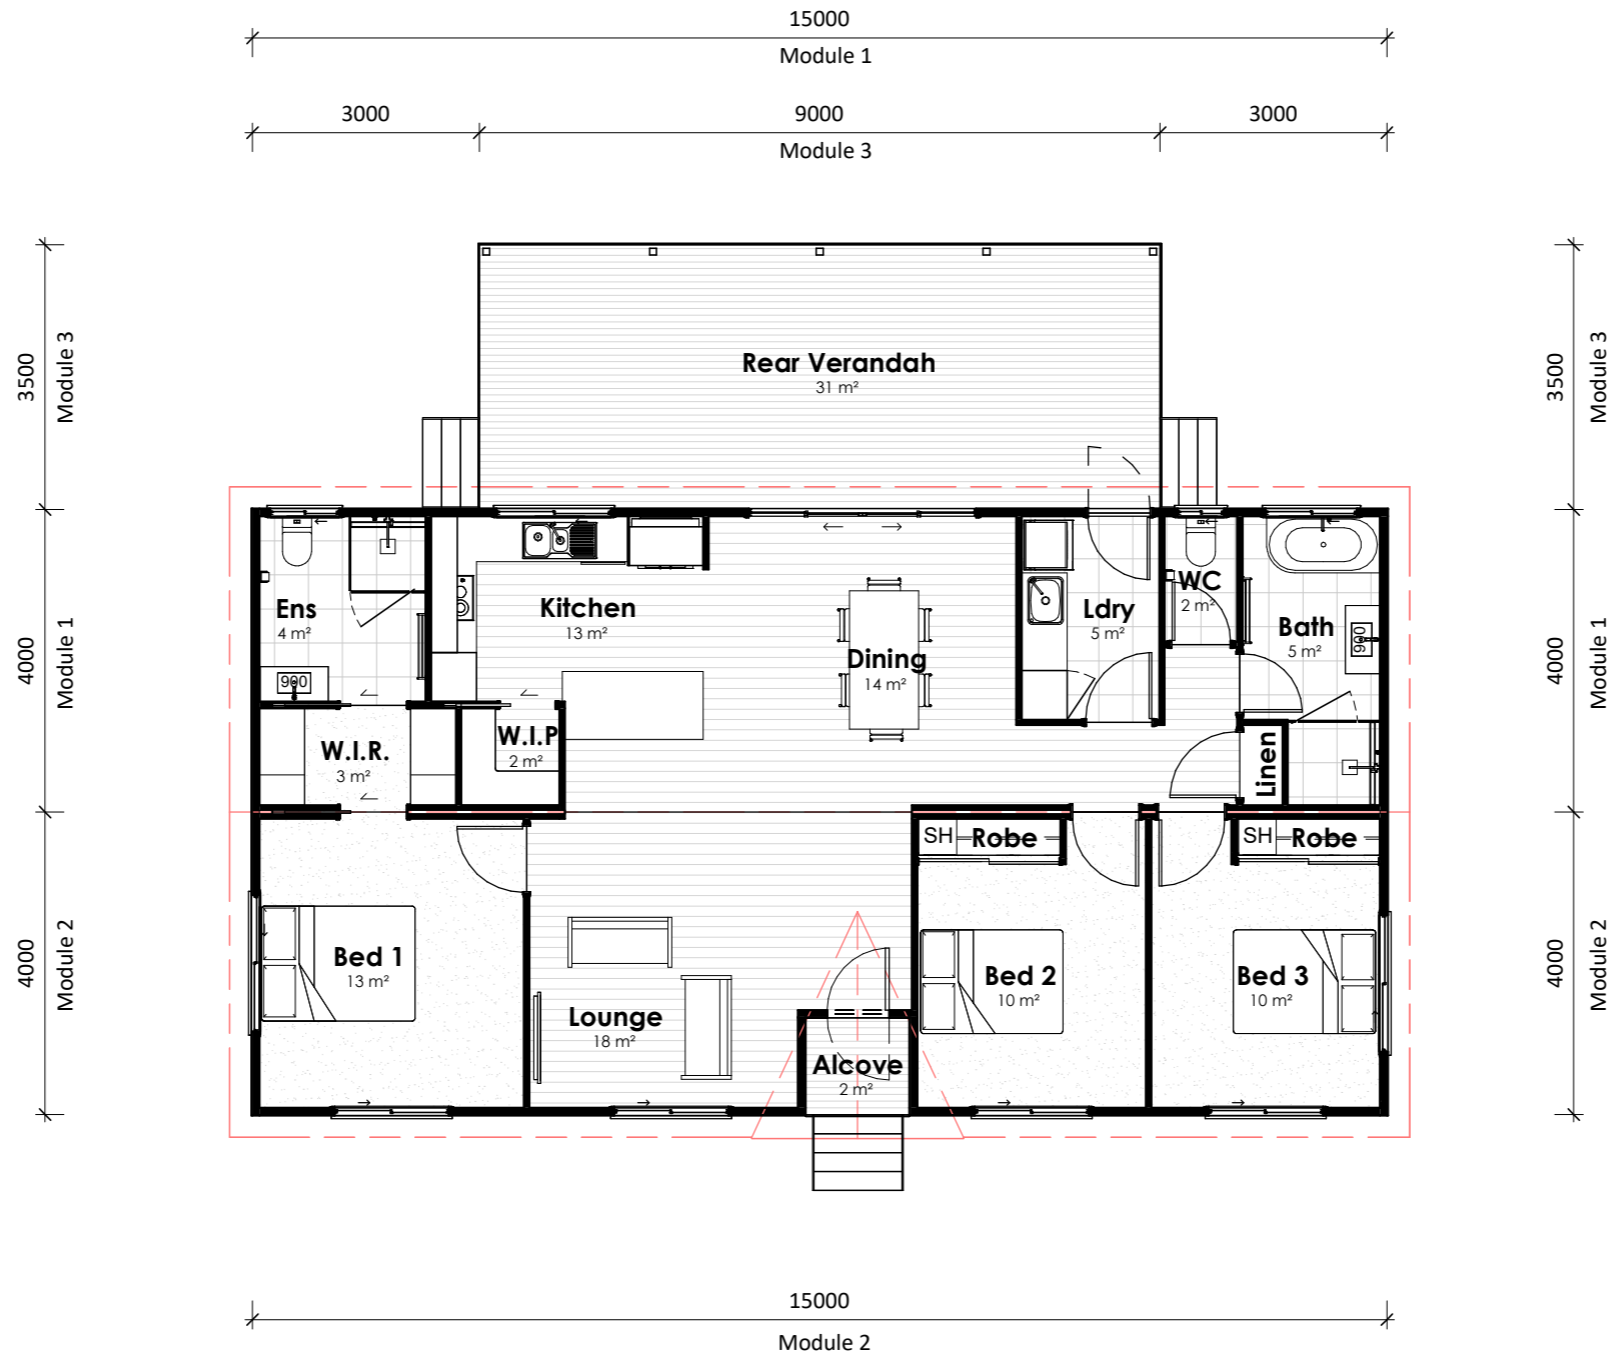 15000
Module 1
3000
9000
3000
Module 3
3500
Module 3
3500
Module 3
Rear Verandah
31 m²
4000
Module 1
4000
Module 1
Ens
4 m²
900
Kitchen
13 m²
Dining
14 m²
Ldry
5 m²
WC
2 m²
Bath
5 m²
900
W.I.R.
3 m²
W.I.P
2 m²
Linen
SH
Robe
SH
Robe
4000
Module 2
4000
Module 2
Bed 1
13 m²
Lounge
18 m²
Alcove
2 m²
Bed 2
10 m²
Bed 3
10 m²
15000
Module 2